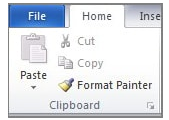 File Home Inse
Cut
Copy
Paste
Format Painter
Clipboard